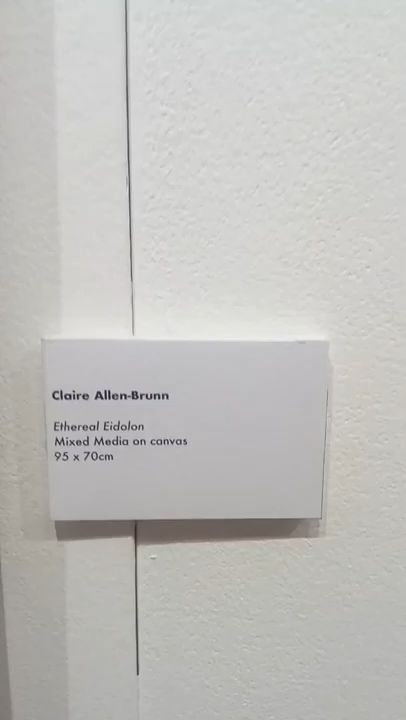 Claire Allen-Brunn
Ethereal Eidolon
Mixed Media on canvas
95 x 70cm